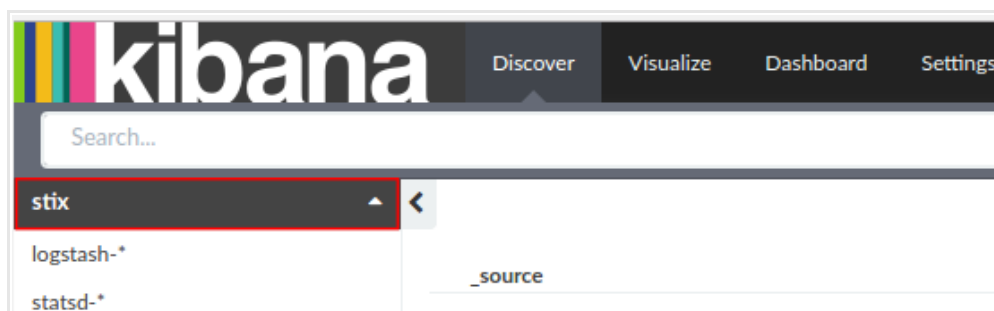 kibana Discover Visualize Dashboard Settings
Search...
stix
logstash-*
_source
statsd-*